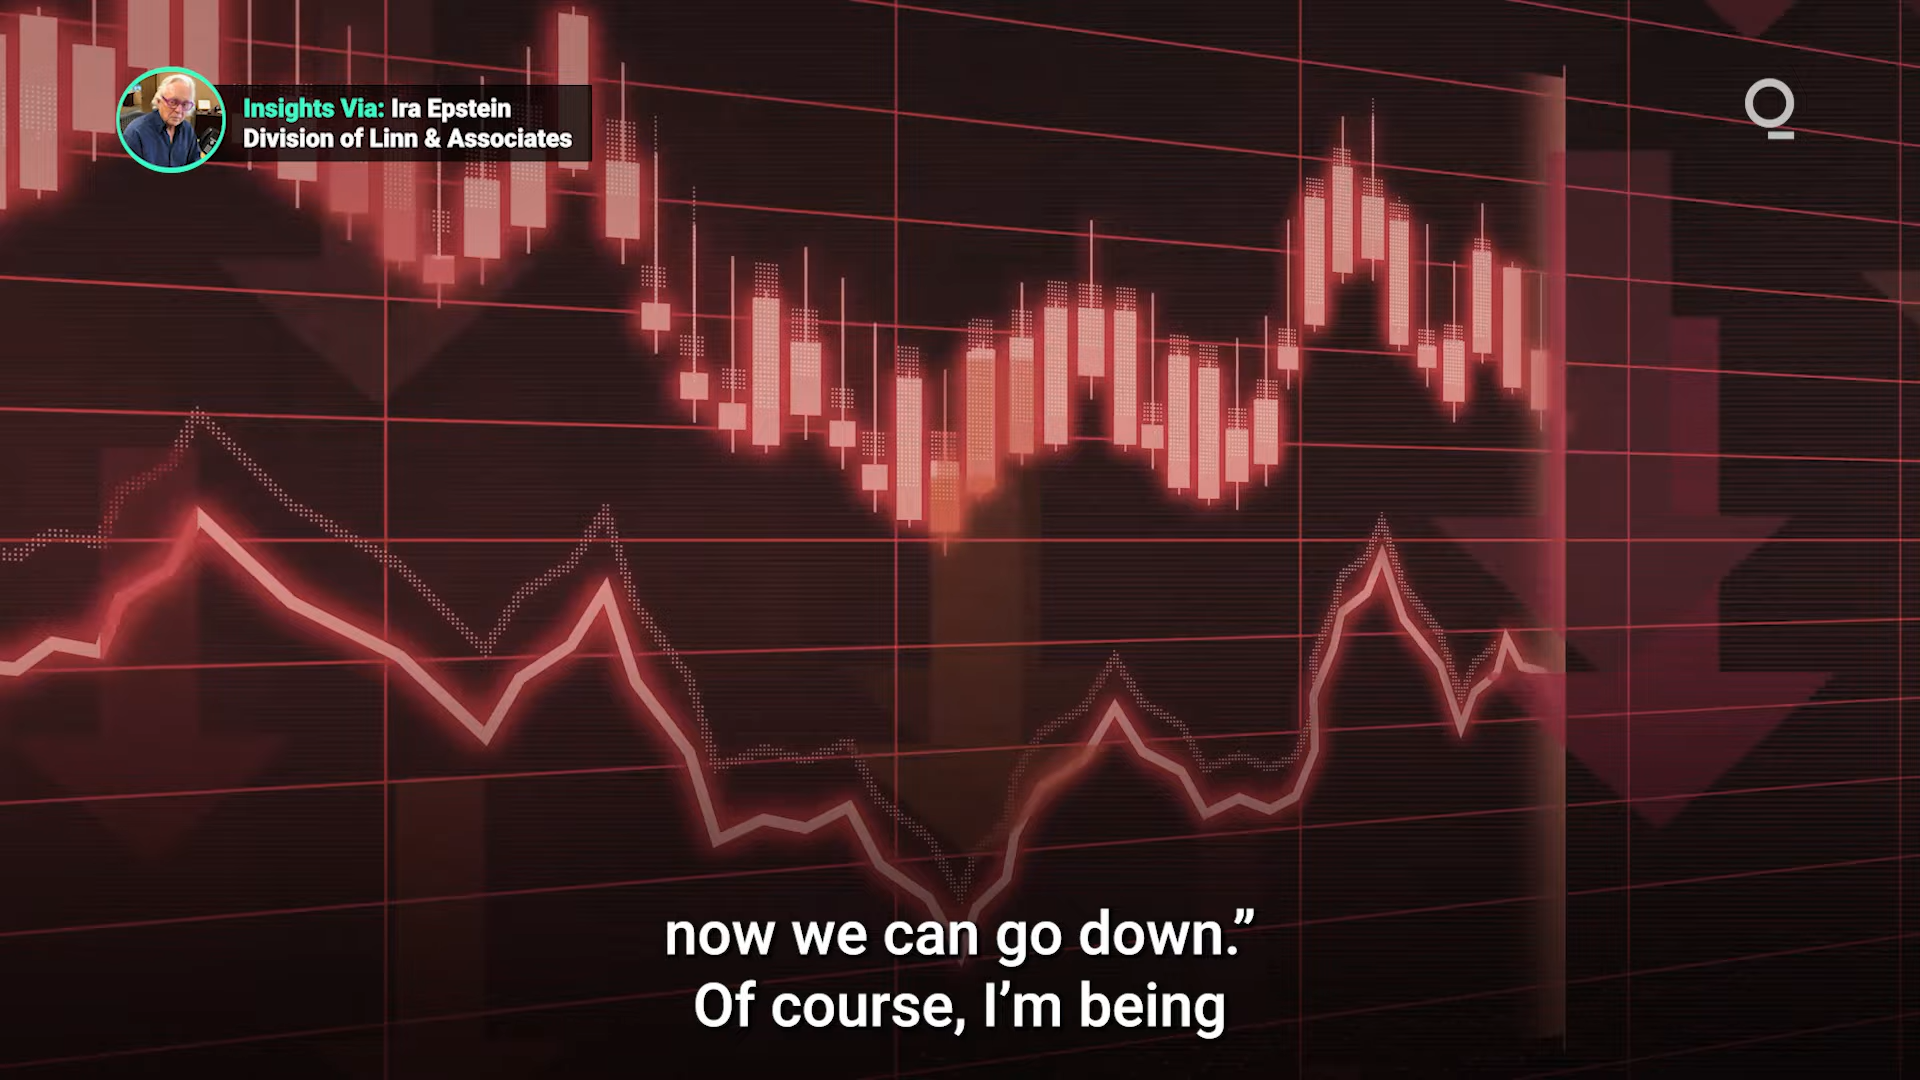 Insights Via: Ira Epstein
Division of Linn & Associates
now we can go down.”
Of course, I’m being